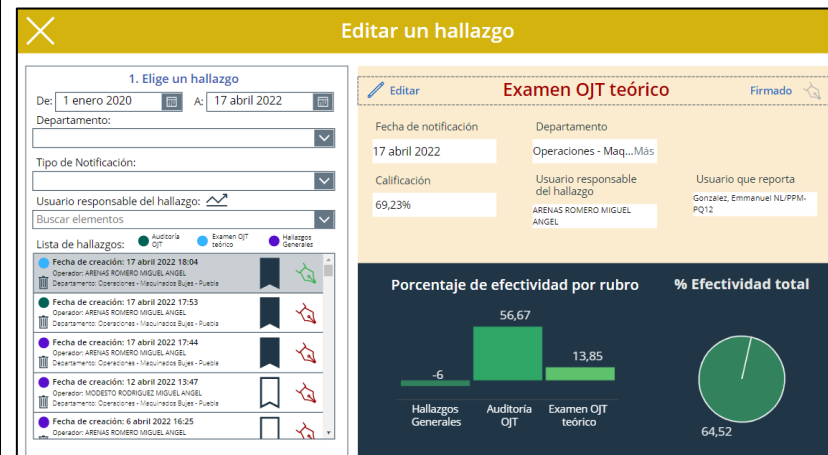 Editar un hallazgo
1. Elige un hallazgo
De: 1 enero 2020 A: 17 abril 2022
Departamento:
Tipo de Notificación:
Usuario responsable del hallazgo:
Buscar elementos
Lista de hallazgos:
Auditoría OJT
Examen OJT teórico
Hallazgos Generales
Fecha de creación: 17 abril 2022 18:04
Operador: ARENAS ROMERO MIGUEL ANGEL
Departamento: Operaciones - Maquinados Bujes - Puebla
Fecha de creación: 17 abril 2022 17:53
Operador: ARENAS ROMERO MIGUEL ANGEL
Departamento: Operaciones - Maquinados Bujes - Puebla
Fecha de creación: 17 abril 2022 17:44
Operador: ARENAS ROMERO MIGUEL ANGEL
Departamento: Operaciones - Maquinados Bujes - Puebla
Fecha de creación: 12 abril 2022 13:47
Operador: MODESTO RODRIGUEZ MIGUEL ANGEL
Departamento: Operaciones - Maquinados Bujes - Puebla
Fecha de creación: 6 abril 2022 16:25
Operador: ARENAS ROMERO MIGUEL ANGEL
Editar
Examen OJT teórico
Firmado
Fecha de notificación
17 abril 2022
Departamento
Operaciones - Maq...Más
Calificación
69,23%
Usuario responsable
del hallazgo
ARENAS ROMERO MIGUEL
ANGEL
Usuario que reporta
Gonzalez, Emmanuel NL/PPM-
PQ12
Porcentaje de efectividad por rubro
-6
56,67
13,85
Hallazgos
Generales
Auditoría
OJT
Examen OJT
teórico
% Efectividad total
64,52